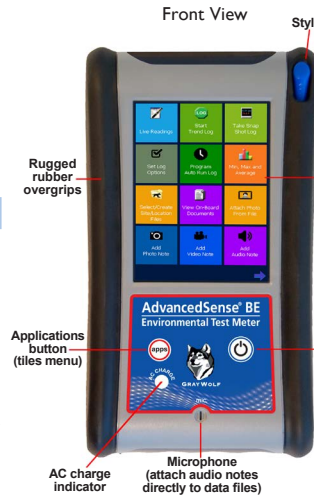 Front View
Styl
Live Readings
Start
Trend Log
Take Snap
Shot Log
Set Log
Options
Program
Auto Run Log
Min, Max and
Average
Select/Create
Site/Location
Files
View On-Board
Documents
Attach Photo
From File
Add
Photo Note
Add
Video Note
Add
Audio Note
Rugged
rubber
overgrips
AdvancedSense® BE
Environmental Test Meter
Applications
button
(tiles menu)
apps
AC CHARGE
GRAYWOLF
MIC
AC charge
indicator
Microphone
(attach audio notes
directly to data files)